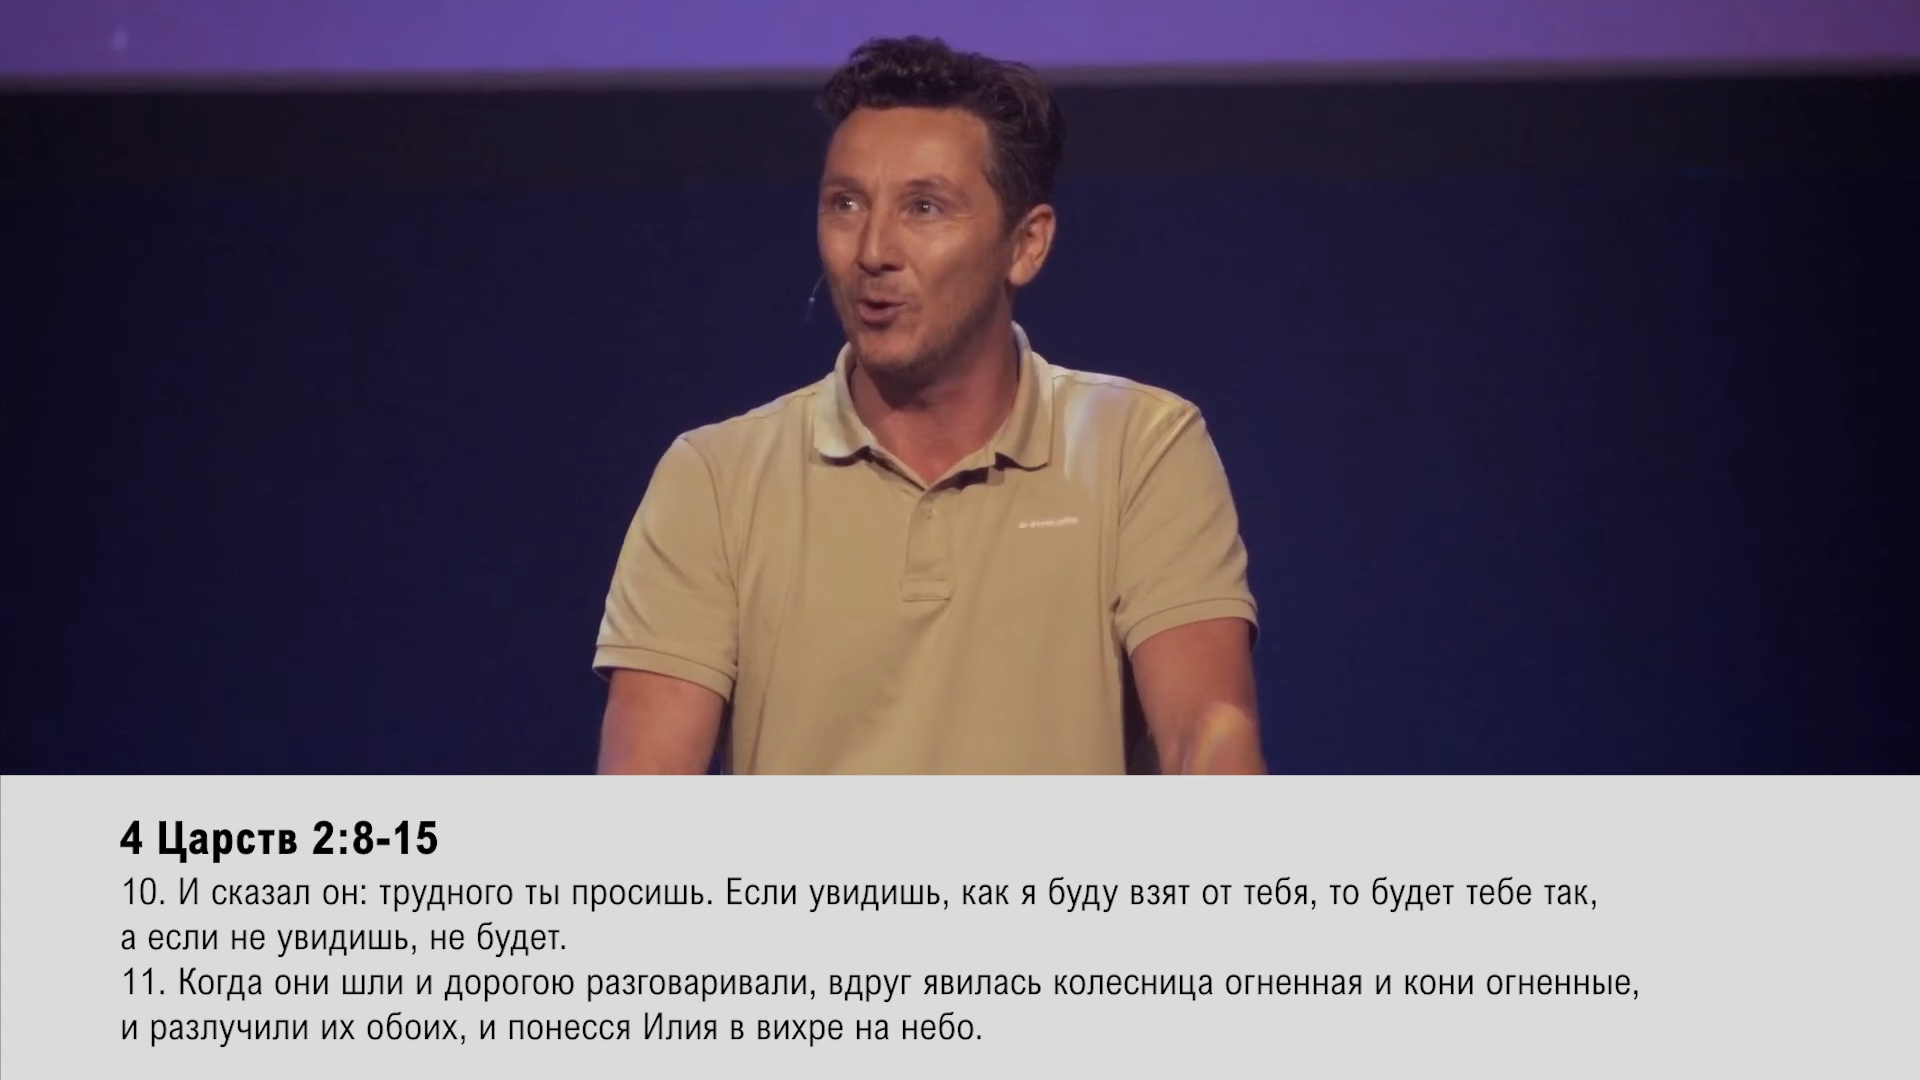 4 Царств 2:8-15
10. И сказал он: трудного ты просишь. Если увидишь, как я буду взят от тебя, то будет тебе так,
а если не увидишь, не будет.
11. Когда они шли и дорогою разговаривали, вдруг явилась колесница огненная и кони огненные,
и разлучили их обоих, и понесся Илия в вихре на небо.